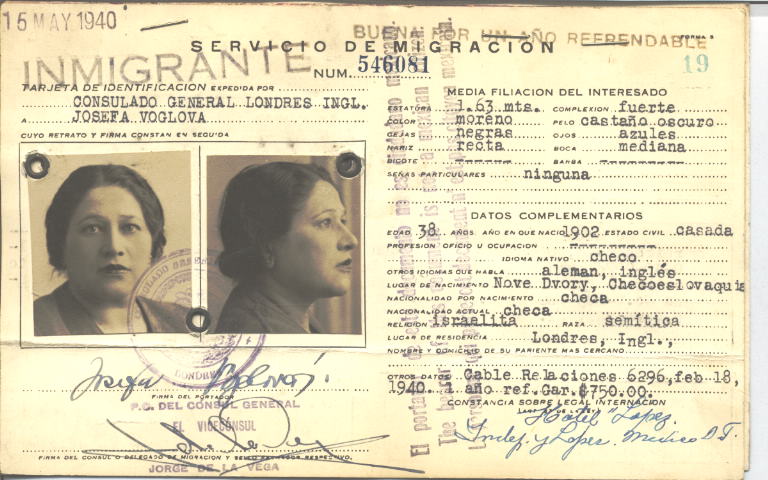 15 MAY 1940
BUENA POR UN AÑO REFRENDABLE
SERVICIO DE MIGRACIÓN
FORMA 5
INMIGRANTE
NUM. 546081
19
TARJETA DE IDENTIFICACION EXPEDIDA POR
CONSULADO GENERAL LONDRES INGL.
A JOSEFA VOGLOVA
CUYO RETRATO Y FIRMA CONSTAN EN SEGUIDA
FIRMA DEL PORTADOR
P.O. DEL CONSUL GENERAL
EL VICECONSUL
FIRMA DEL CONSUL O DELEGADO DE MIGRACION Y SELLO RESPECTIVO.
JORGE DE LA VEGA
MEDIA FILIACION DEL INTERESADO
ESTATURA 1.63 mts. COMPLEXION fuerte
COLOR moreno PELO castaño oscuro
CEJAS negras OJOS azules
NARIZ recta BOCA mediana
BIGOTE ------ BARBA ---------
SEÑAS PARTICULARES ninguna
DATOS COMPLEMENTARIOS
EDAD 38 AÑOS AÑO EN QUE NACIO 1902 ESTADO CIVIL casada
PROFESION OFICIO U OCUPACION ---------
IDIOMA NATIVO checo
OTROS IDIOMAS QUE HABLA aleman, inglés
LUGAR DE NACIMIENTO Nove Dvory, Checoeslovaquia
NACIONALIDAD POR NACIMIENTO checa
NACIONALIDAD ACTUAL checa
RELIGION israelita RAZA semítica
LUGAR DE RESIDENCIA Londres, Ingl.,
NOMBRE Y DOMICILIO DE SU PARIENTE MAS CERCANO
OTROS DATOS Cable Relaciones 6296, feb 18,
1940. 1 año ref. Gar. $750.00.
CONSTANCIA SOBRE LEGAL INTERNACION
Hotel "Lopez"
Indep. y Lopez. Mexico D.F.